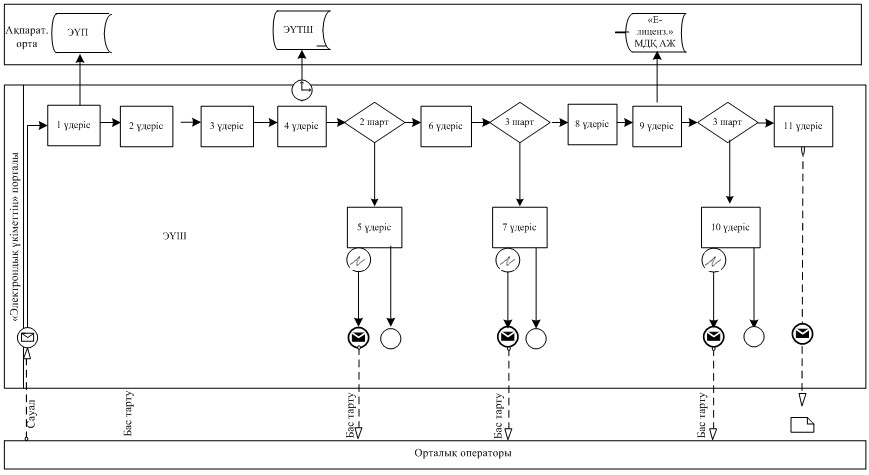 Ақпарат.
орта
ЭҮП
ЭҮТШ
«Е-
лиценз.»
МДҚ АЖ
«Электрондық үкіметтің» порталы
1 үдеріс
2 үдеріс
3 үдеріс
4 үдеріс
2 шарт
6 үдеріс
3 шарт
8 үдеріс
9 үдеріс
3 шарт
11 үдеріс
ЭҮШ
5 үдеріс
7 үдеріс
10 үдеріс
Сауал
Бас тарту
Бас тарту
Бас тарту
Бас тарту
Орталық операторы